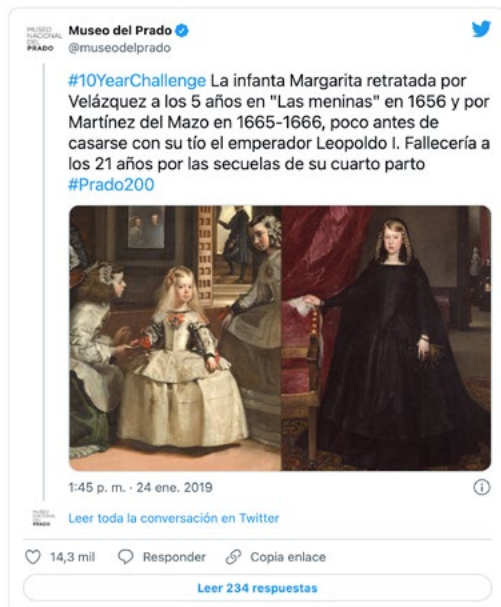 MUSEO
NACIONAL
DEL
PRADO
Museo del Prado
@museodelprado
#10YearChallenge La infanta Margarita retratada por
Velázquez a los 5 años en "Las meninas" en 1656 y por
Martínez del Mazo en 1665-1666, poco antes de
casarse con su tío el emperador Leopoldo I. Fallecería a
los 21 años por las secuelas de su cuarto parto
#Prado200
1:45 p. m. · 24 ene. 2019
MUSEO
NACIONAL
DEL
PRADO
Leer toda la conversación en Twitter
14,3 mil Responder Copia enlace
Leer 234 respuestas